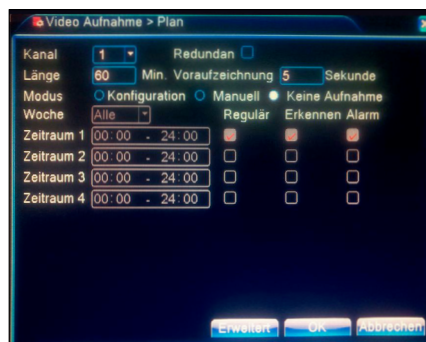 Video Aufnahme > Plan
Kanal 1 Redundan
Länge 60 Min. Voraufzeichnung 5 Sekunde
Modus Konfiguration Manuell Keine Aufnahme
Woche Alle Regulär Erkennen Alarm
Zeitraum 1 00:00 - 24:00
Zeitraum 2 00:00 - 24:00
Zeitraum 3 00:00 - 24:00
Zeitraum 4 00:00 - 24:00
Erweitert OK Abbrechen